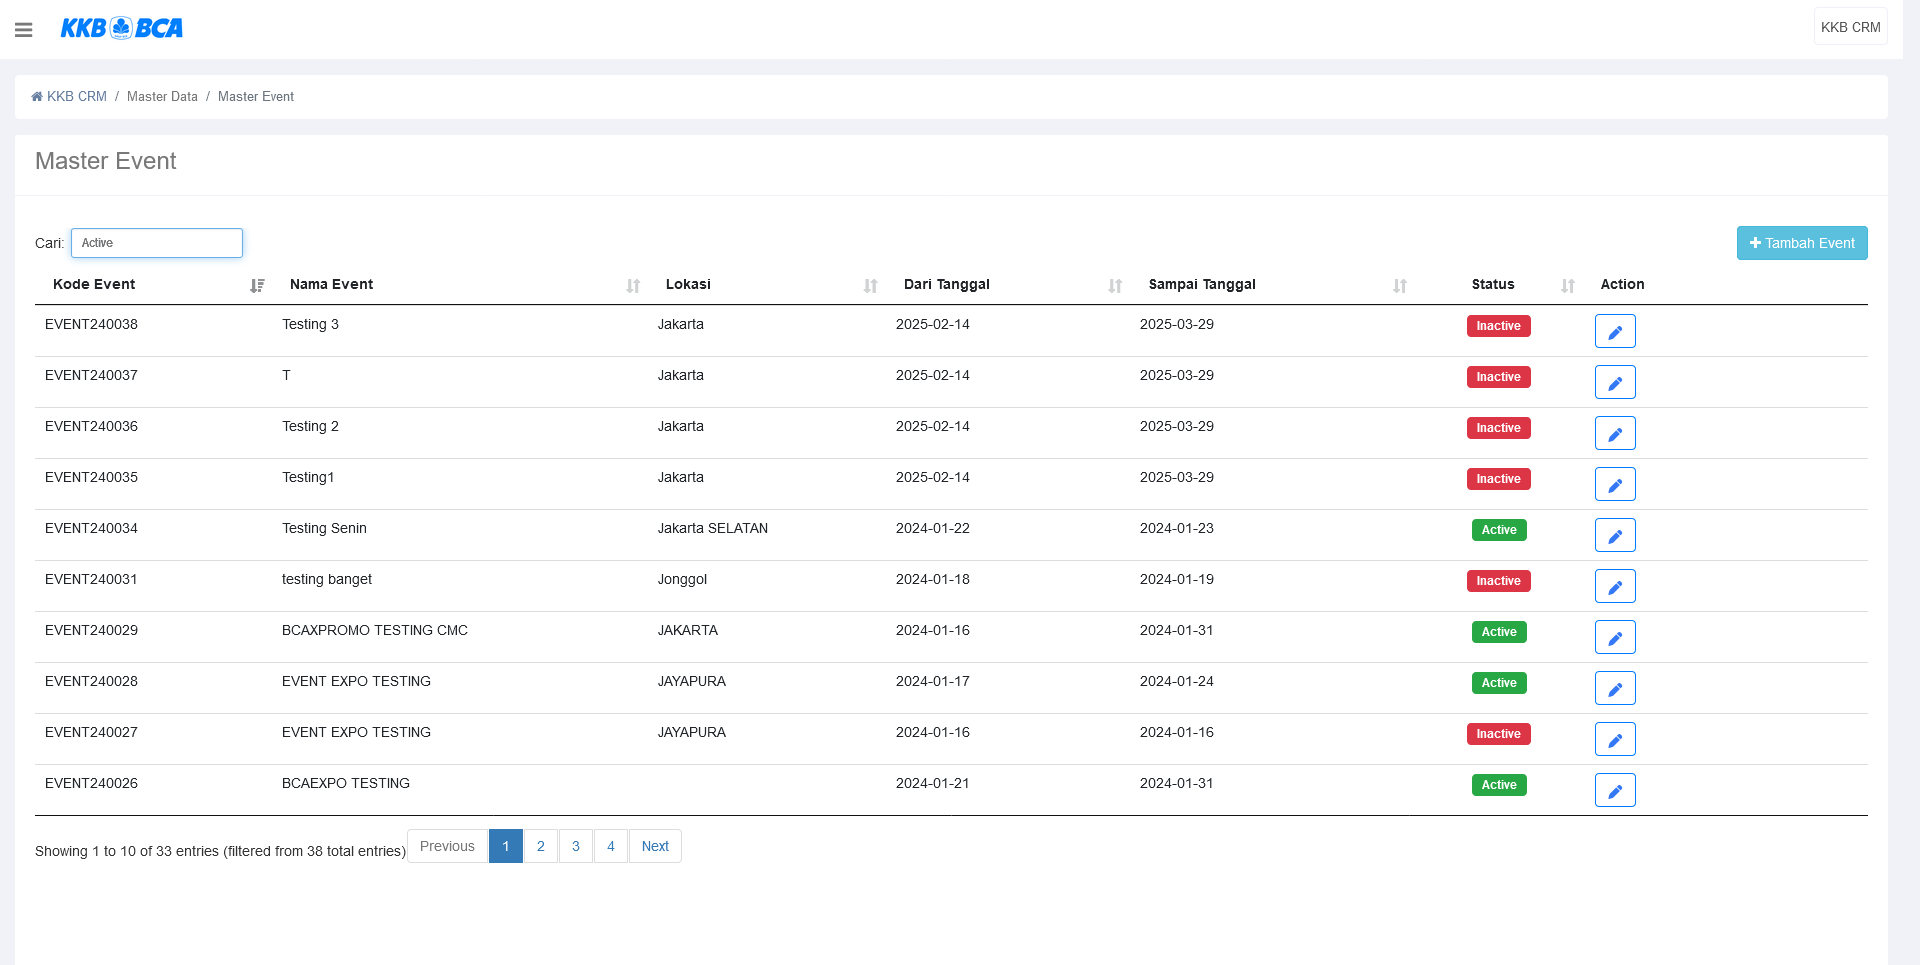 KKB BCA
KKB CRM
KKB CRM / Master Data / Master Event
Master Event
Cari: Active
Tambah Event
Kode Event Nama Event Lokasi Dari Tanggal Sampai Tanggal Status Action
EVENT240038 Testing 3 Jakarta 2025-02-14 2025-03-29 Inactive
EVENT240037 T Jakarta 2025-02-14 2025-03-29 Inactive
EVENT240036 Testing 2 Jakarta 2025-02-14 2025-03-29 Inactive
EVENT240035 Testing1 Jakarta 2025-02-14 2025-03-29 Inactive
EVENT240034 Testing Senin Jakarta SELATAN 2024-01-22 2024-01-23 Active
EVENT240031 testing banget Jonggol 2024-01-18 2024-01-19 Inactive
EVENT240029 BCAXPROMO TESTING CMC JAKARTA 2024-01-16 2024-01-31 Active
EVENT240028 EVENT EXPO TESTING JAYAPURA 2024-01-17 2024-01-24 Active
EVENT240027 EVENT EXPO TESTING JAYAPURA 2024-01-16 2024-01-16 Inactive
EVENT240026 BCAEXPO TESTING 2024-01-21 2024-01-31 Active
Showing 1 to 10 of 33 entries (filtered from 38 total entries) Previous 1 2 3 4 Next